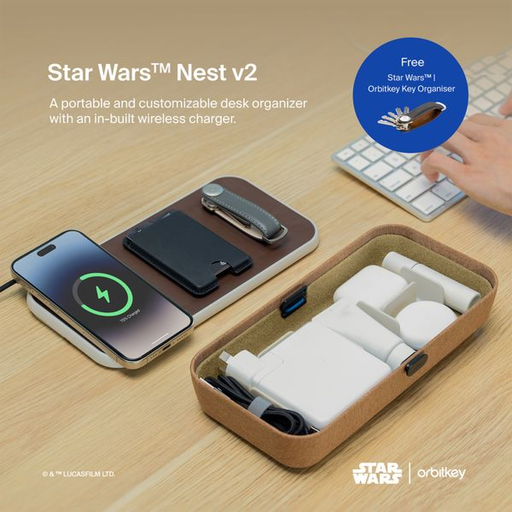 Star Wars™ Nest v2
A portable and customizable desk organizer
with an in-built wireless charger.
Free
Star Wars™ |
Orbitkey Key Organiser
© & ™ LUCASFILM LTD.
STAR
WARS
orbitkey